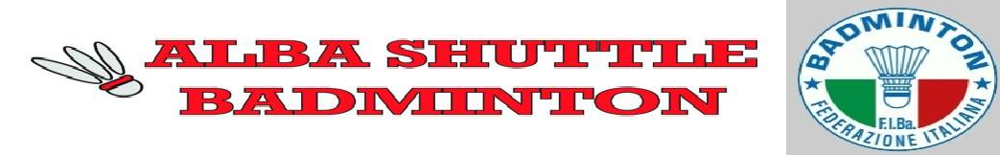 ALBA SHUTTLE
BADMINTON
BADMINTON
F.I.Ba.
FEDERAZIONE ITALIANA